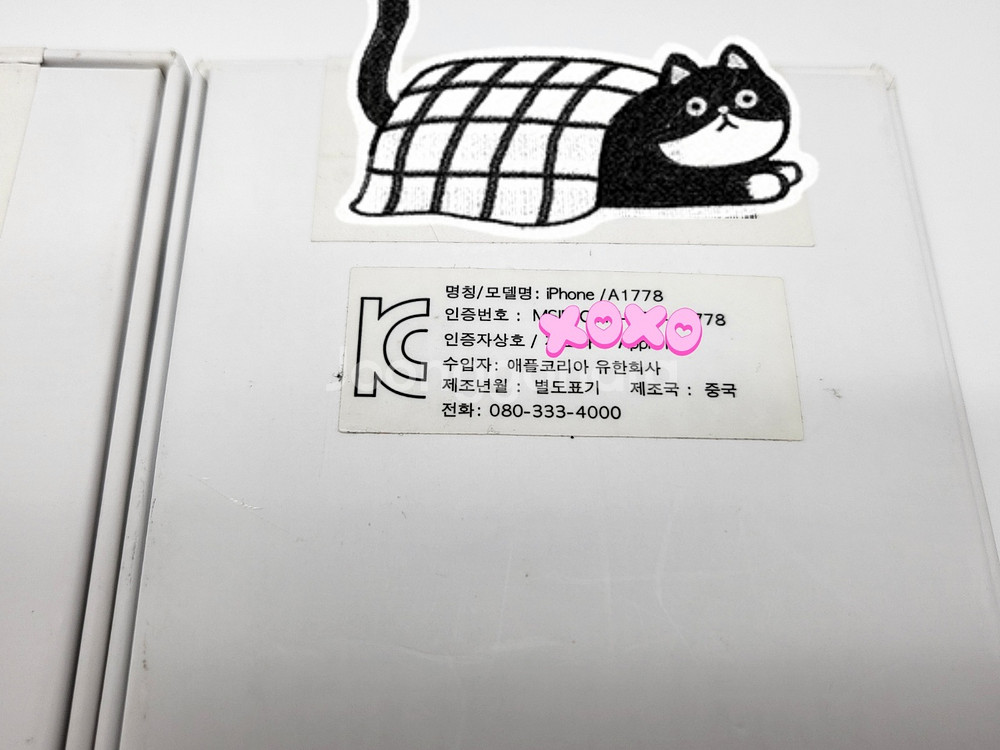 명칭/모델명: iPhone /A1778
인증번호 : 778
인증자상호 /
수입자: 애플코리아 유한회사
제조년월 : 별도표기 제조국 : 중국
전화: 080-333-4000
KC
XOXO